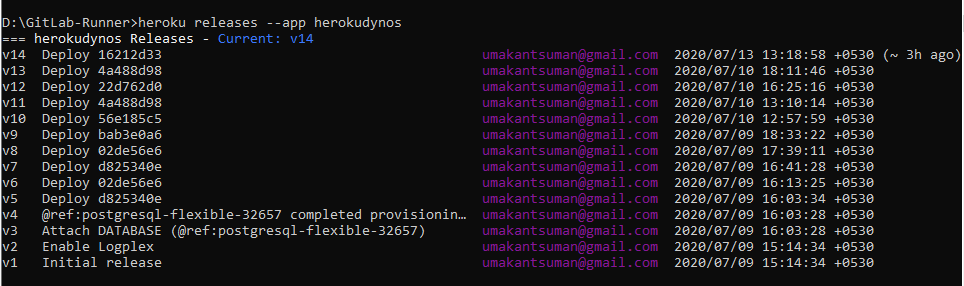 D:\GitLab-Runner>heroku releases --app herokudynos
=== herokudynos Releases - Current: v14
v14 Deploy 16212d33 umakantsuman@gmail.com 2020/07/13 13:18:58 +0530 (~ 3h ago)
v13 Deploy 4a488d98 umakantsuman@gmail.com 2020/07/10 18:11:46 +0530
v12 Deploy 22d762d0 umakantsuman@gmail.com 2020/07/10 16:25:16 +0530
v11 Deploy 4a488d98 umakantsuman@gmail.com 2020/07/10 13:10:14 +0530
v10 Deploy 56e185c5 umakantsuman@gmail.com 2020/07/10 12:57:59 +0530
v9 Deploy bab3e0a6 umakantsuman@gmail.com 2020/07/09 18:33:22 +0530
v8 Deploy 02de56e6 umakantsuman@gmail.com 2020/07/09 17:39:11 +0530
v7 Deploy d825340e umakantsuman@gmail.com 2020/07/09 16:41:28 +0530
v6 Deploy 02de56e6 umakantsuman@gmail.com 2020/07/09 16:13:25 +0530
v5 Deploy d825340e umakantsuman@gmail.com 2020/07/09 16:03:34 +0530
v4 @ref:postgresql-flexible-32657 completed provisionin… umakantsuman@gmail.com 2020/07/09 16:03:28 +0530
v3 Attach DATABASE (@ref:postgresql-flexible-32657) umakantsuman@gmail.com 2020/07/09 16:03:28 +0530
v2 Enable Logplex umakantsuman@gmail.com 2020/07/09 15:14:34 +0530
v1 Initial release umakantsuman@gmail.com 2020/07/09 15:14:34 +0530